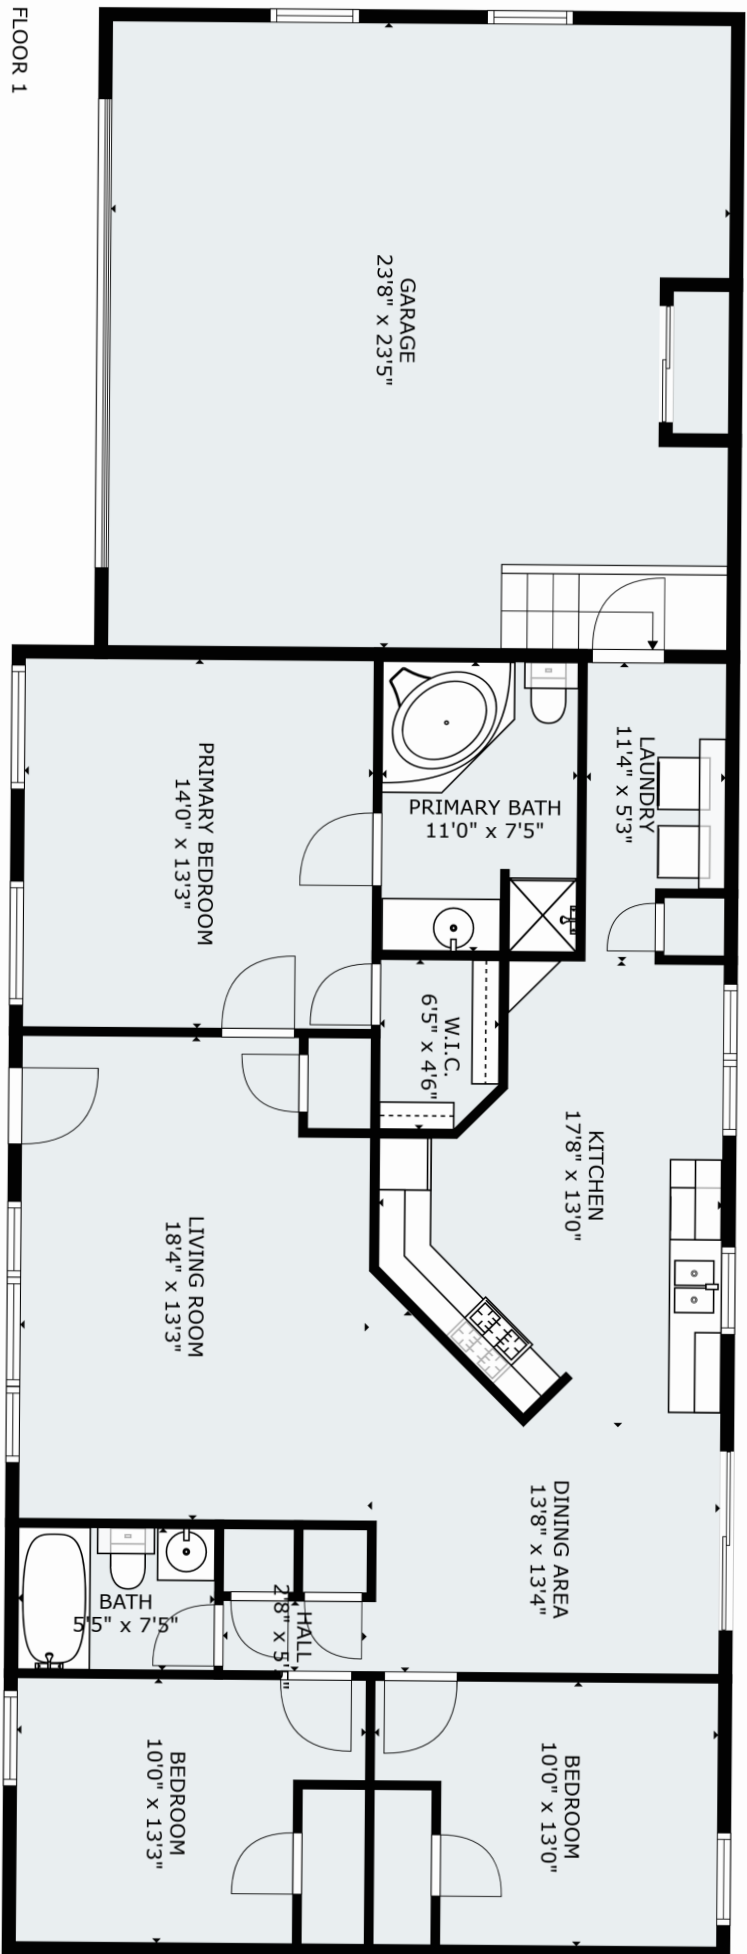 FLOOR 1
GARAGE
23'8" x 23'5"
PRIMARY BEDROOM
14'0" x 13'3"
PRIMARY BATH
11'0" x 7'5"
LAUNDRY
11'4" x 5'3"
W.I.C.
6'5" x 4'6"
KITCHEN
17'8" x 13'0"
LIVING ROOM
18'4" x 13'3"
DINING AREA
13'8" x 13'4"
BATH
5'5" x 7'5"
HALL
2'8" x
BEDROOM
10'0" x 13'3"
BEDROOM
10'0" x 13'0"